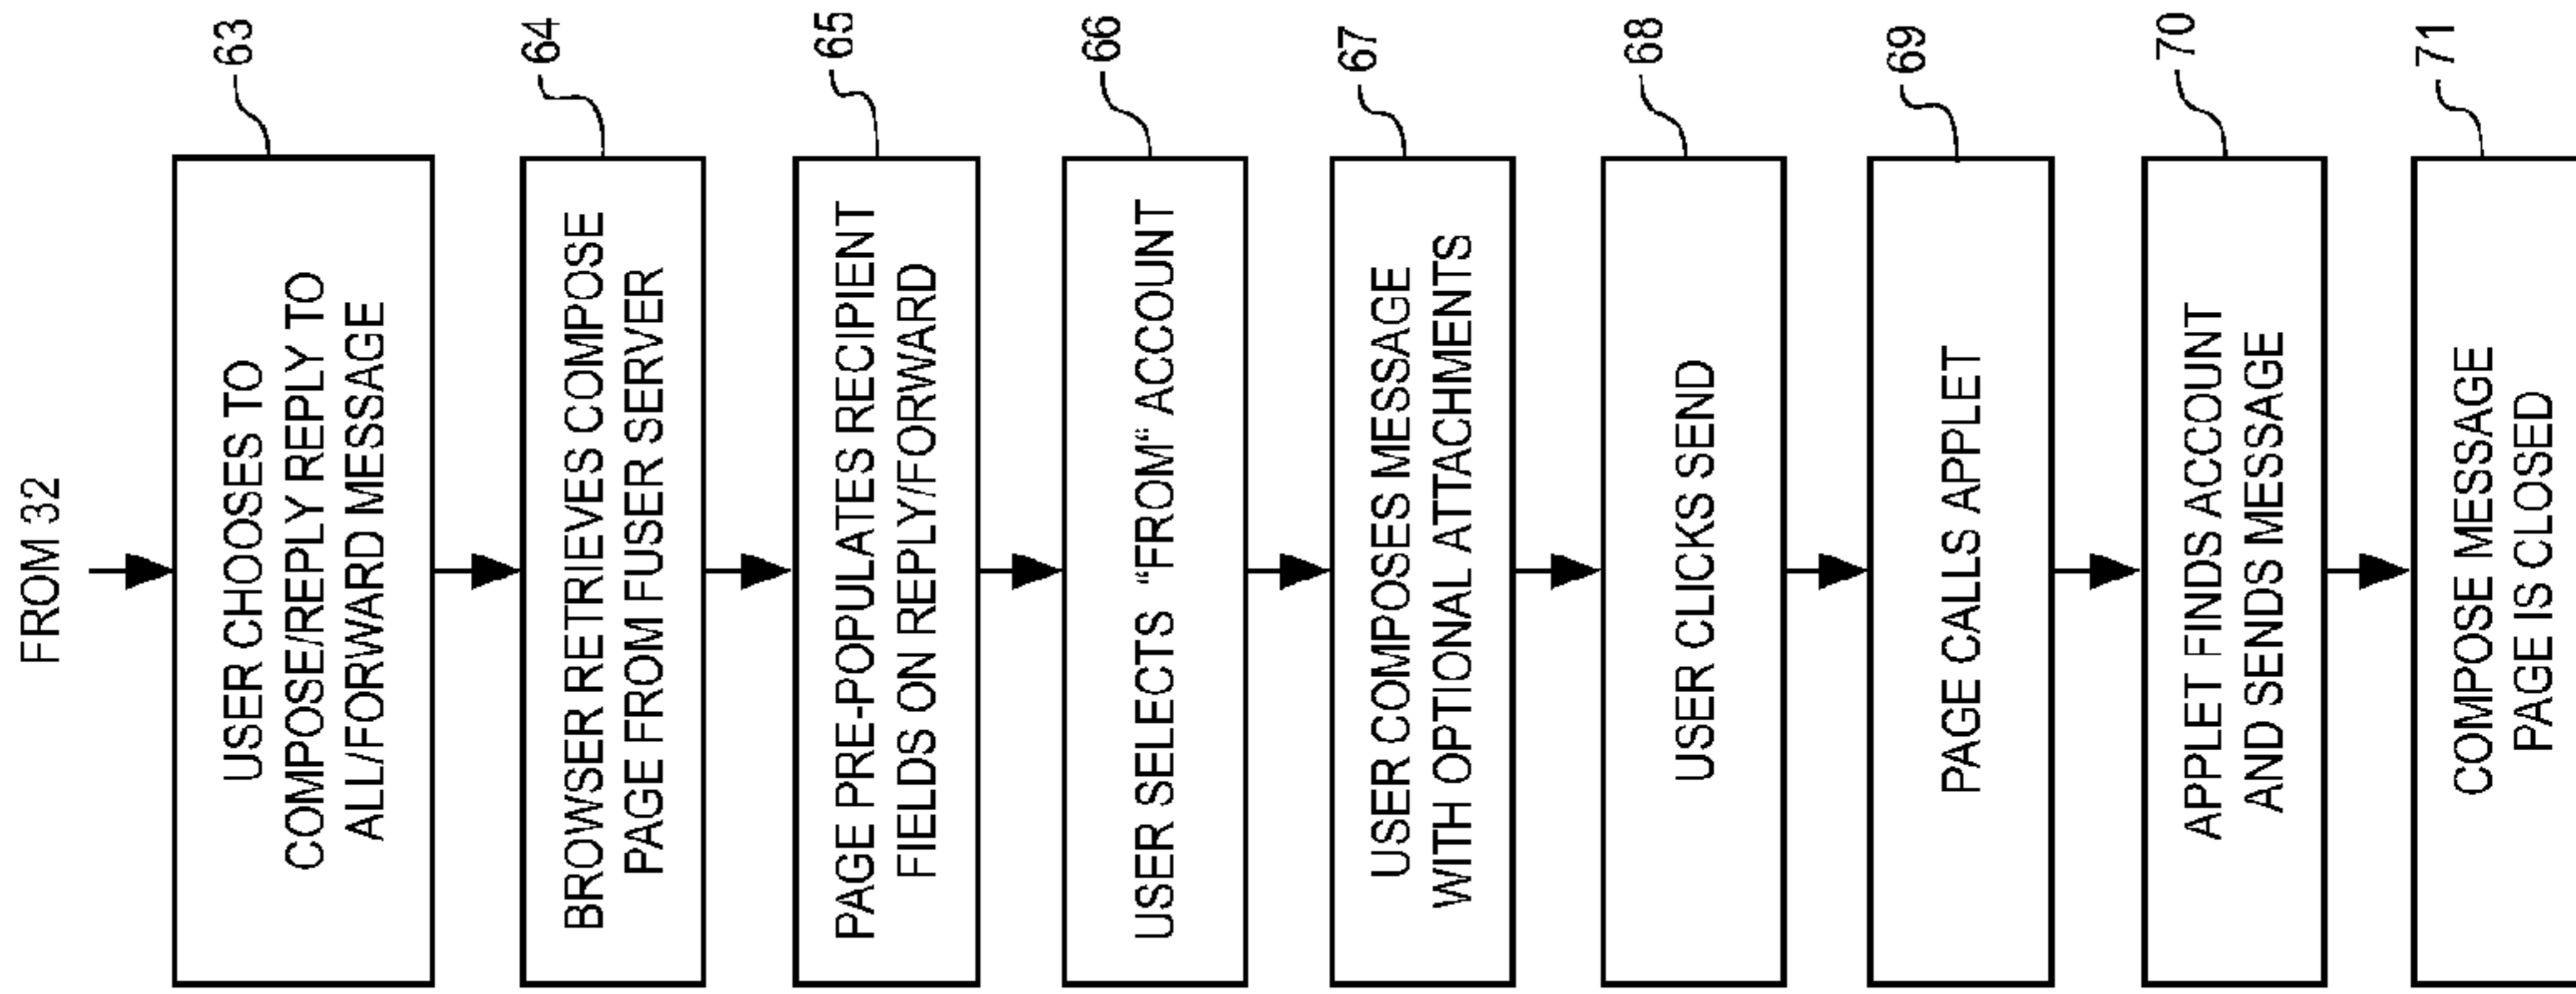 FROM 32
USER CHOOSES TO
COMPOSE/REPLY REPLY TO
ALL/FORWARD MESSAGE
63
BROWSER RETRIEVES COMPOSE
PAGE FROM FUSER SERVER
64
PAGE PRE-POPULATES RECIPIENT
FIELDS ON REPLY/FORWARD
65
USER SELECTS "FROM" ACCOUNT
66
USER COMPOSES MESSAGE
WITH OPTIONAL ATTACHMENTS
67
USER CLICKS SEND
68
PAGE CALLS APPLET
69
APPLET FINDS ACCOUNT
AND SENDS MESSAGE
70
COMPOSE MESSAGE
PAGE IS CLOSED
71